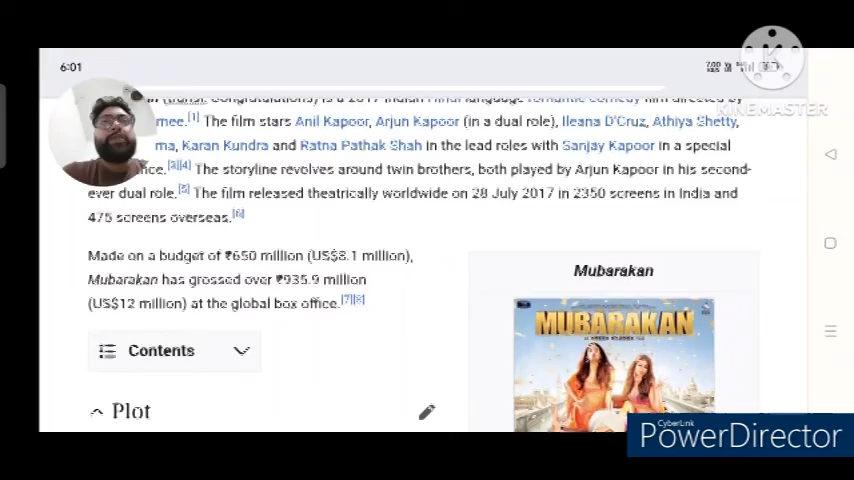 6:01
KINEMASTER
is a 2017 Indian Hindi language romantic comedy film directed by
mee.[1] The film stars Anil Kapoor, Arjun Kapoor (in a dual role), Ileana D'Cruz, Athiya Shetty,
ma, Karan Kundra and Ratna Pathak Shah in the lead roles with Sanjay Kapoor in a special
nce.[3][4] The storyline revolves around twin brothers, both played by Arjun Kapoor in his second-
ever dual role.[5] The film released theatrically worldwide on 28 July 2017 in 2350 screens in India and
475 screens overseas.[6]
Made on a budget of ₹650 million (US$8.1 million),
Mubarakan has grossed over ₹935.9 million
(US$12 million) at the global box office.[7][8]
Contents
Plot
Mubarakan
MUBARAKAN
CyberLink
PowerDirector